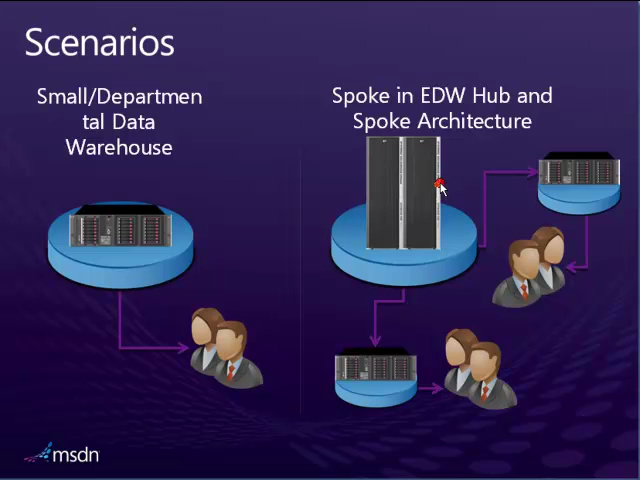 Scenarios
Small/Departmen
tal Data
Warehouse
Spoke in EDW Hub and
Spoke Architecture
msdn